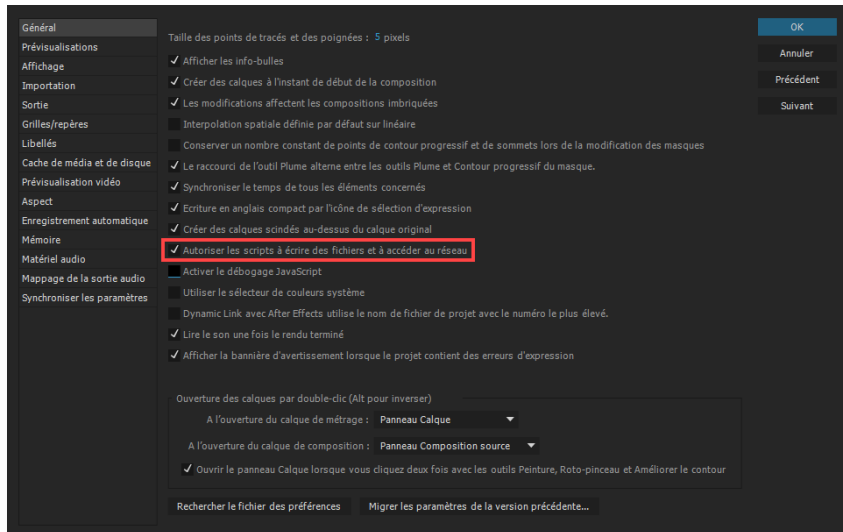 Général
Prévisualisations
Affichage
Importation
Sortie
Grilles/repères
Libellés
Cache de média et de disque
Prévisualisation vidéo
Aspect
Enregistrement automatique
Mémoire
Matériel audio
Mappage de la sortie audio
Synchroniser les paramètres
Taille des points de tracés et des poignées : 5 pixels
Afficher les info-bulles
Créer des calques à l'instant de début de la composition
Les modifications affectent les compositions imbriquées
Interpolation spatiale définie par défaut sur linéaire
Conserver un nombre constant de points de contour progressif et de sommets lors de la modification des masques
Le raccourci de l'outil Plume alterne entre les outils Plume et Contour progressif du masque.
Synchroniser le temps de tous les éléments concernés
Ecriture en anglais compact par l'icône de sélection d'expression
Créer des calques scindés au-dessus du calque original
Autoriser les scripts à écrire des fichiers et à accéder au réseau
Activer le débogage JavaScript
Utiliser le sélecteur de couleurs système
Dynamic Link avec After Effects utilise le nom de fichier de projet avec le numéro le plus élevé.
Lire le son une fois le rendu terminé
Afficher la bannière d'avertissement lorsque le projet contient des erreurs d'expression
Ouverture des calques par double-clic (Alt pour inverser)
A l'ouverture du calque de métrage : Panneau Calque
A l'ouverture du calque de composition : Panneau Composition source
Ouvrir le panneau Calque lorsque vous cliquez deux fois avec les outils Peinture, Roto-pinceau et Améliorer le contour
Rechercher le fichier des préférences Migrer les paramètres de la version précédente...
OK
Annuler
Précédent
Suivant